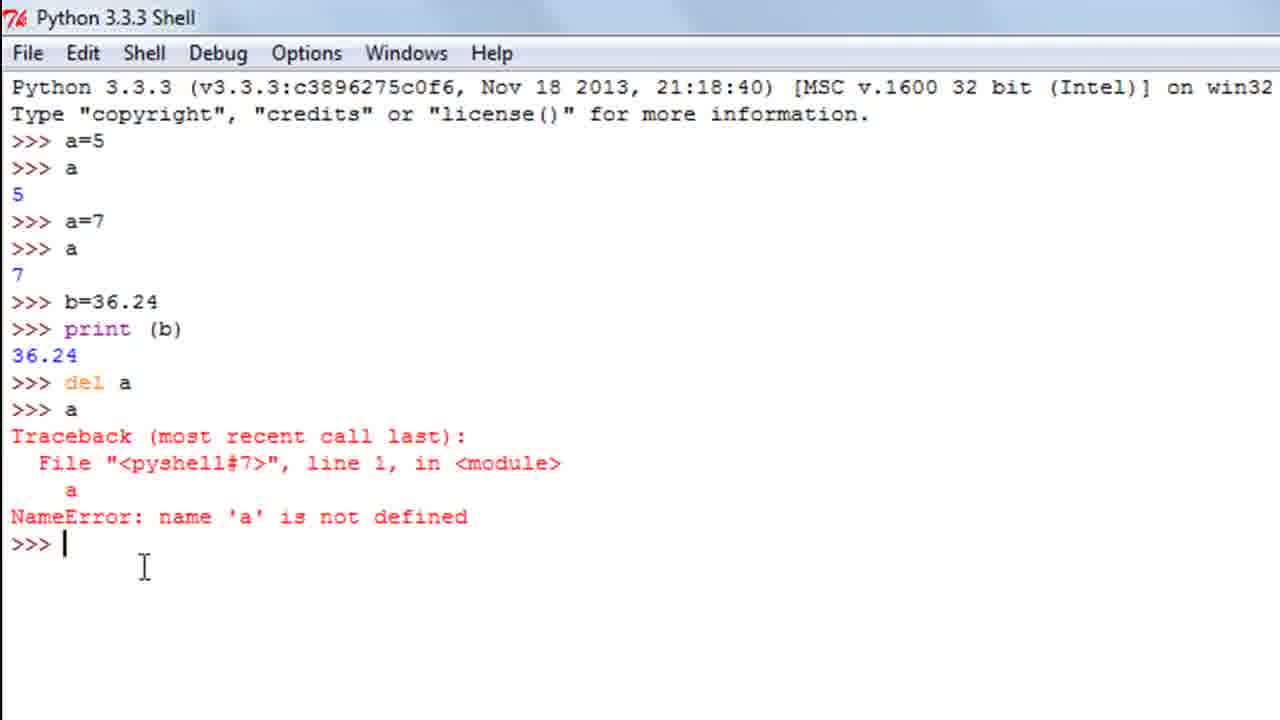 Python 3.3.3 Shell
File Edit Shell Debug Options Windows Help
Python 3.3.3 (v3.3.3:c3896275c0f6, Nov 18 2013, 21:18:40) [MSC v.1600 32 bit (Intel)] on win32
Type "copyright", "credits" or "license()" for more information.
>>> a=5
>>> a
5
>>> a=7
>>> a
7
>>> b=36.24
>>> print (b)
36.24
>>> del a
>>> a
Traceback (most recent call last):
  File "<pyshell#7>", line 1, in <module>
    a
NameError: name 'a' is not defined
>>>